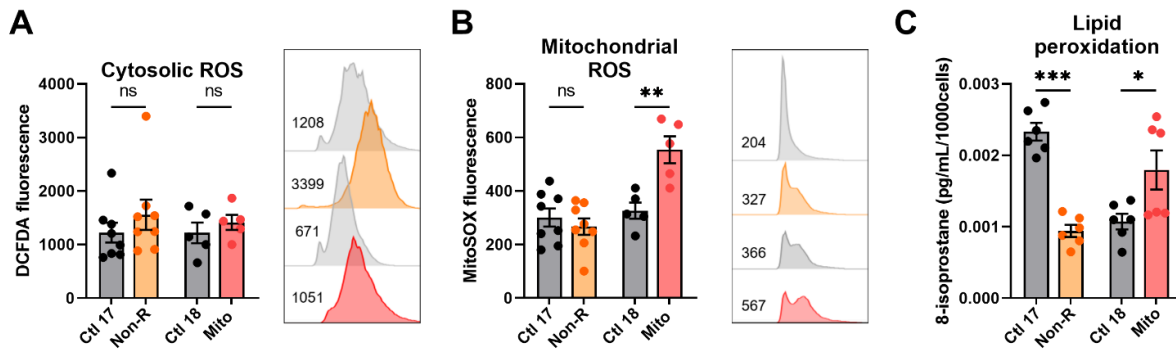 A
Cytosolic ROS
DCFDA fluorescence
4000
3000
2000
1000
0
ns
ns
Ctl 17
Non-R
Ctl 18
Mito
1208
3399
671
1051
B
Mitochondrial
ROS
MitoSOX fluorescence
800
600
400
200
0
ns
**
Ctl 17
Non-R
Ctl 18
Mito
204
327
366
567
C
Lipid
peroxidation
8-isoprostane (pg/mL/1000cells)
0.003
0.002
0.001
0.000
***
*
Ctl 17
Non-R
Ctl 18
Mito